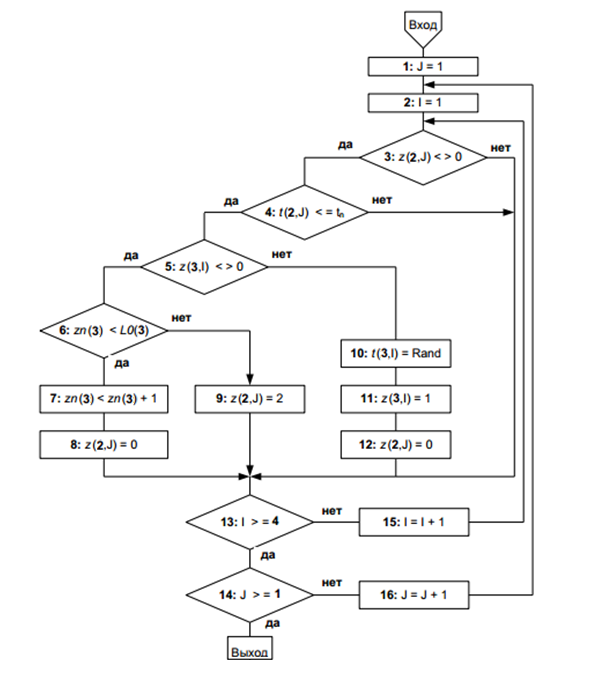 Вход
1: J = 1
2: I = 1
да
3: z(2,J) < > 0
нет
да
4: t(2,J) < = tn
нет
да
5: z(3,I) < > 0
нет
6: zn(3) < L0(3)
нет
да
10: t(3,I) = Rand
7: zn(3) < zn(3) + 1
9: z(2,J) = 2
11: z(3,I) = 1
8: z(2,J) = 0
12: z(2,J) = 0
13: I > = 4
нет
15: I = I + 1
да
14: J > = 1
нет
16: J = J + 1
да
Выход